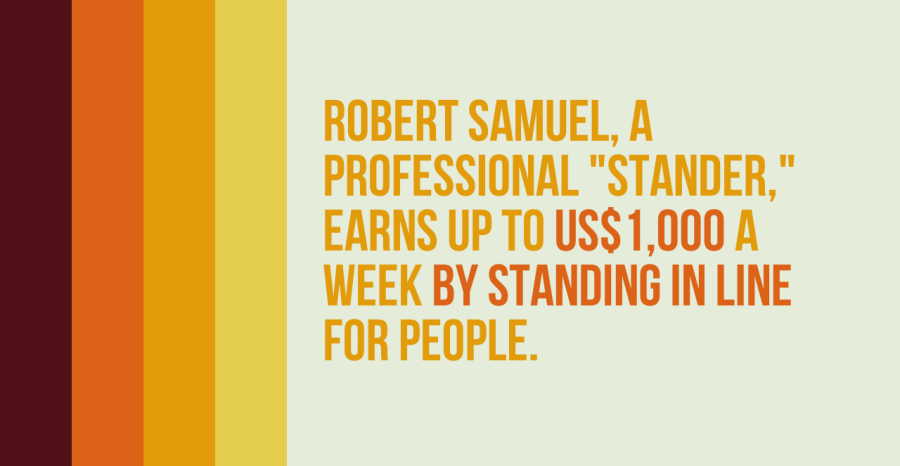 ROBERT SAMUEL, A
PROFESSIONAL "STANDER,"
EARNS UP TO US$1,000 A
WEEK BY STANDING IN LINE
FOR PEOPLE.